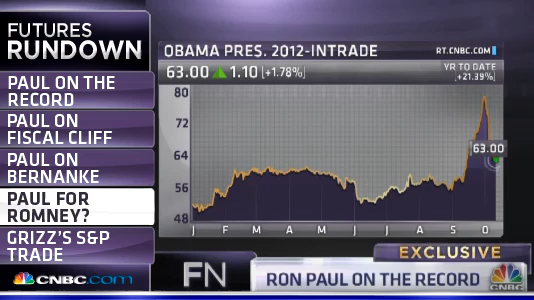 FUTURES
RUNDOWN
PAUL ON THE
RECORD
PAUL ON
FISCAL CLIFF
PAUL ON
BERNANKE
PAUL FOR
ROMNEY?
GRIZZ'S S&P
TRADE
CNBC.com
OBAMA PRES. 2012-INTRADE
RT.CNBC.COM
63.00 ▲ 1.10 [+1.78%]
YR TO DATE
[+21.39%]
80
72
64
56
48
63.00
J F M A M J J A S O
EXCLUSIVE
FN
RON PAUL ON THE RECORD
CNBC